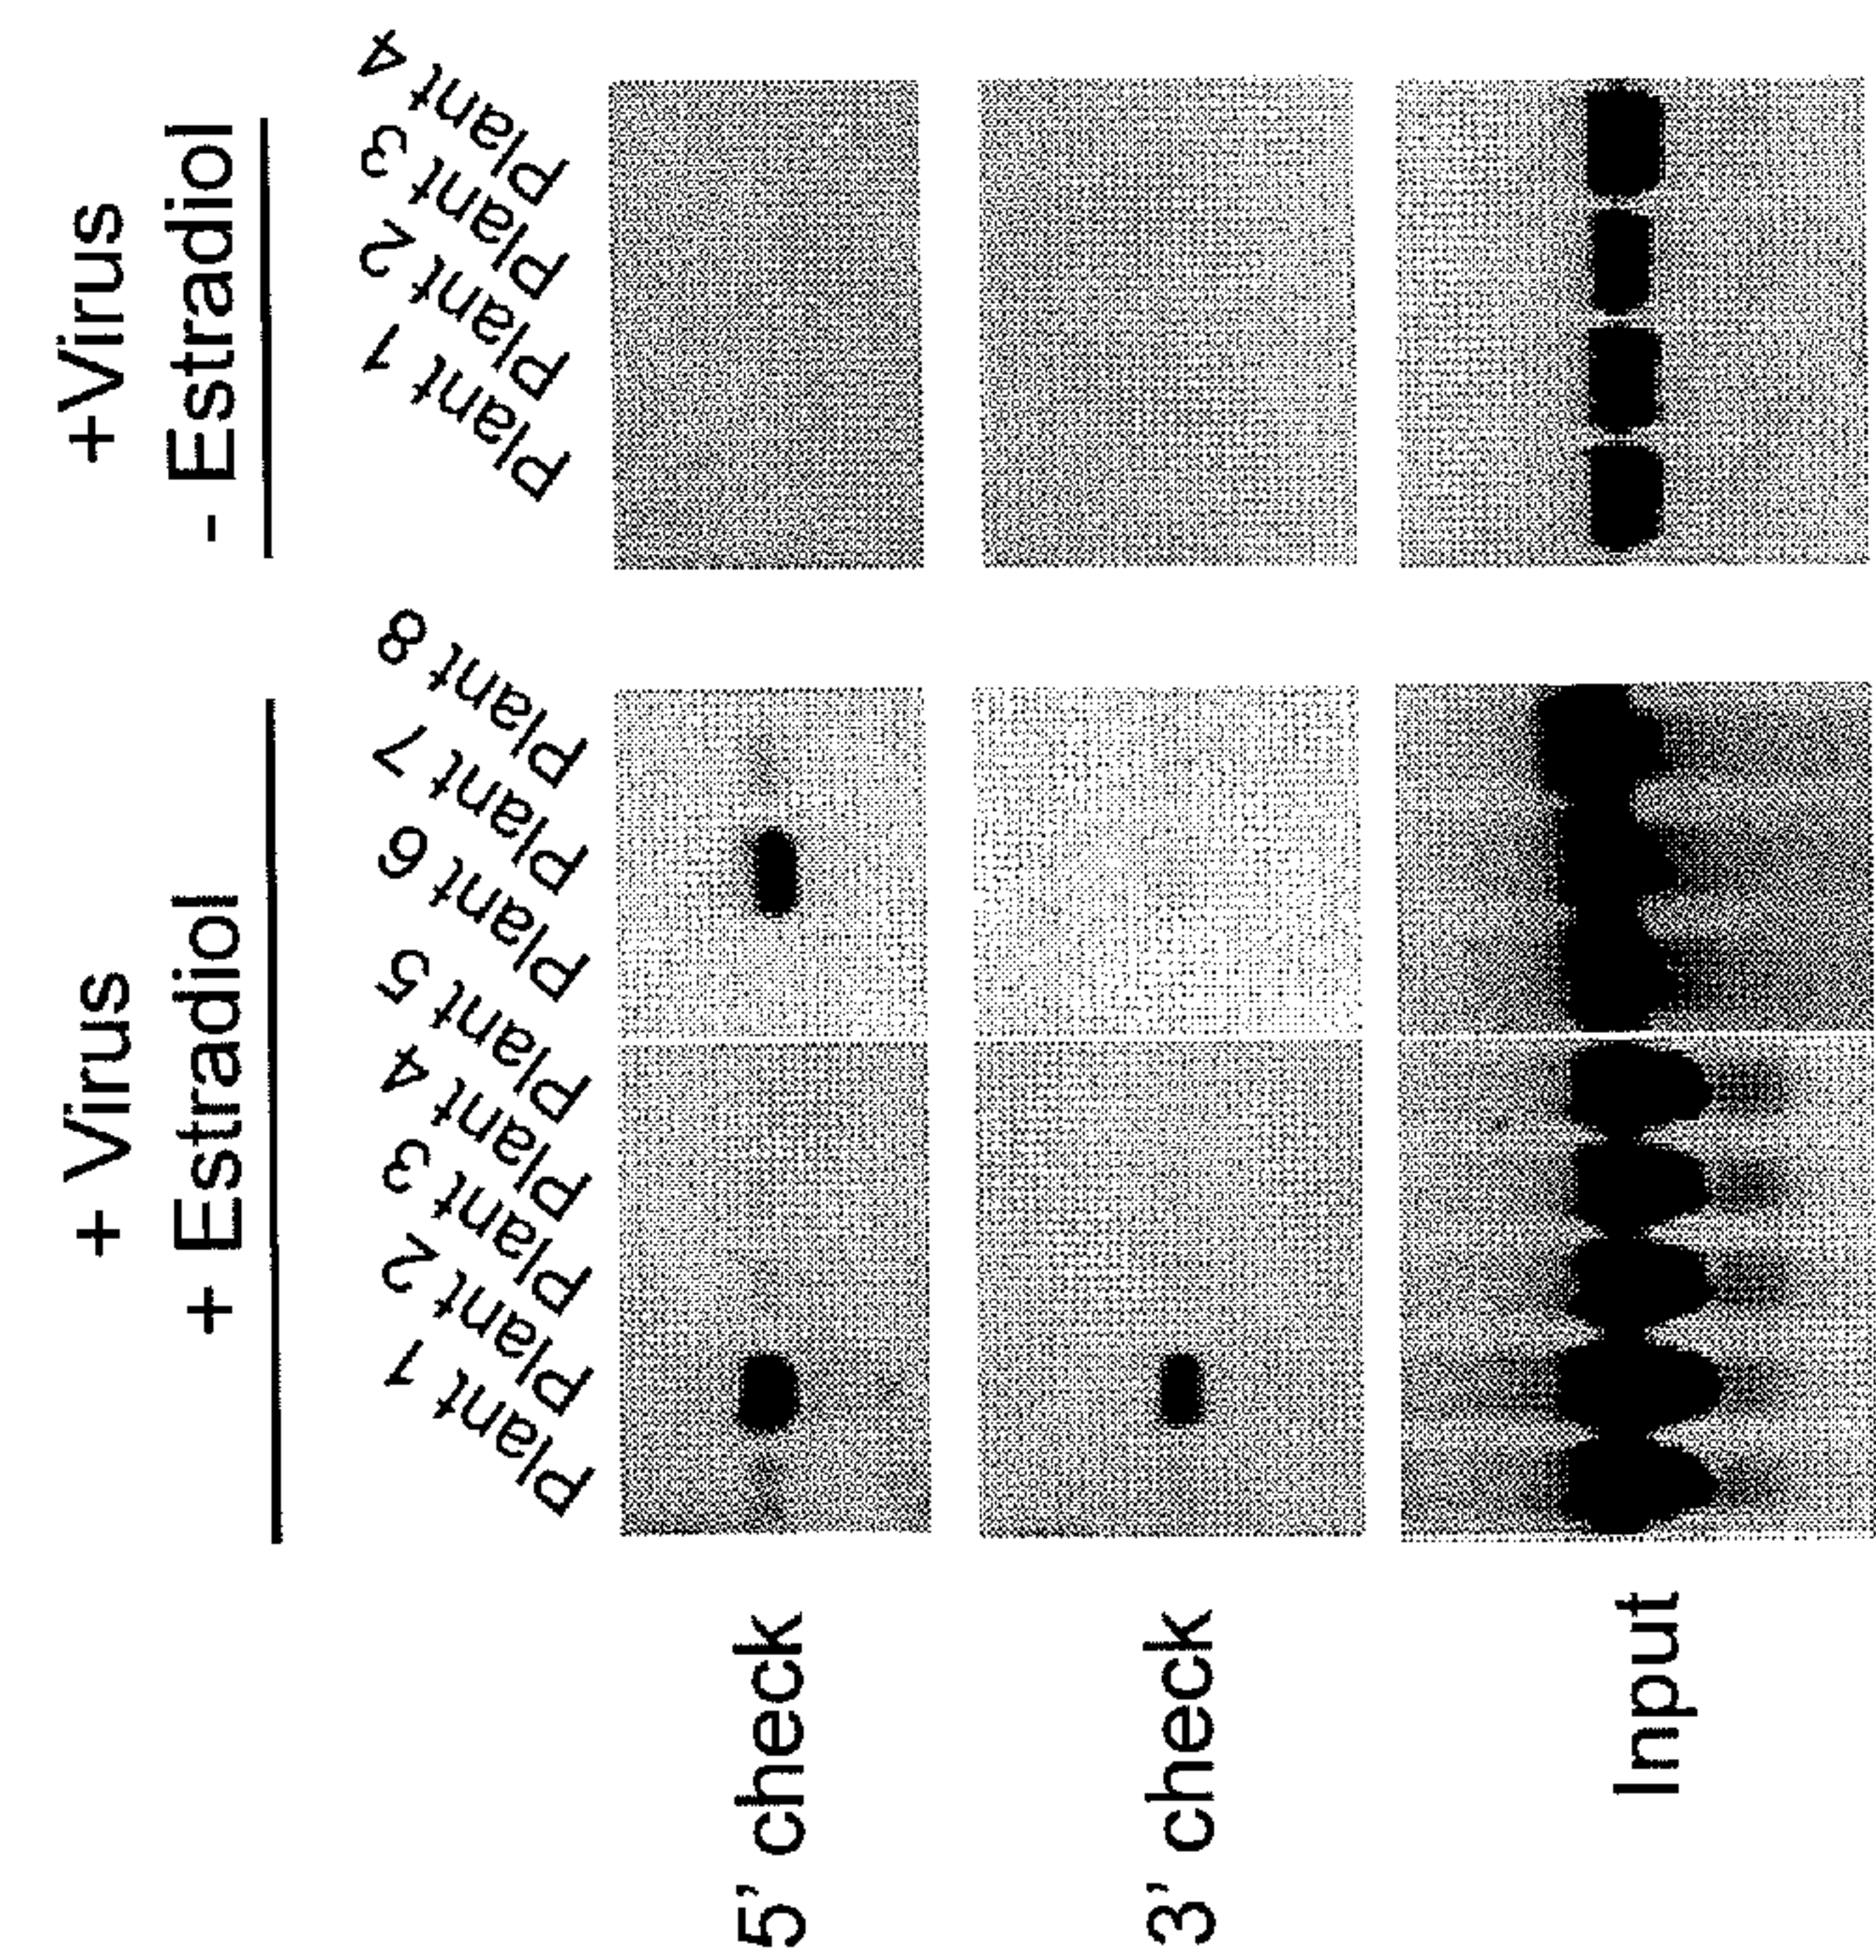 + Virus
+ Estradiol
+Virus
- Estradiol
Plant 1
Plant 2
Plant 3
Plant 4
Plant 5
Plant 6
Plant 7
Plant 8
Plant 1
Plant 2
Plant 3
Plant 4
5' check
3' check
Input